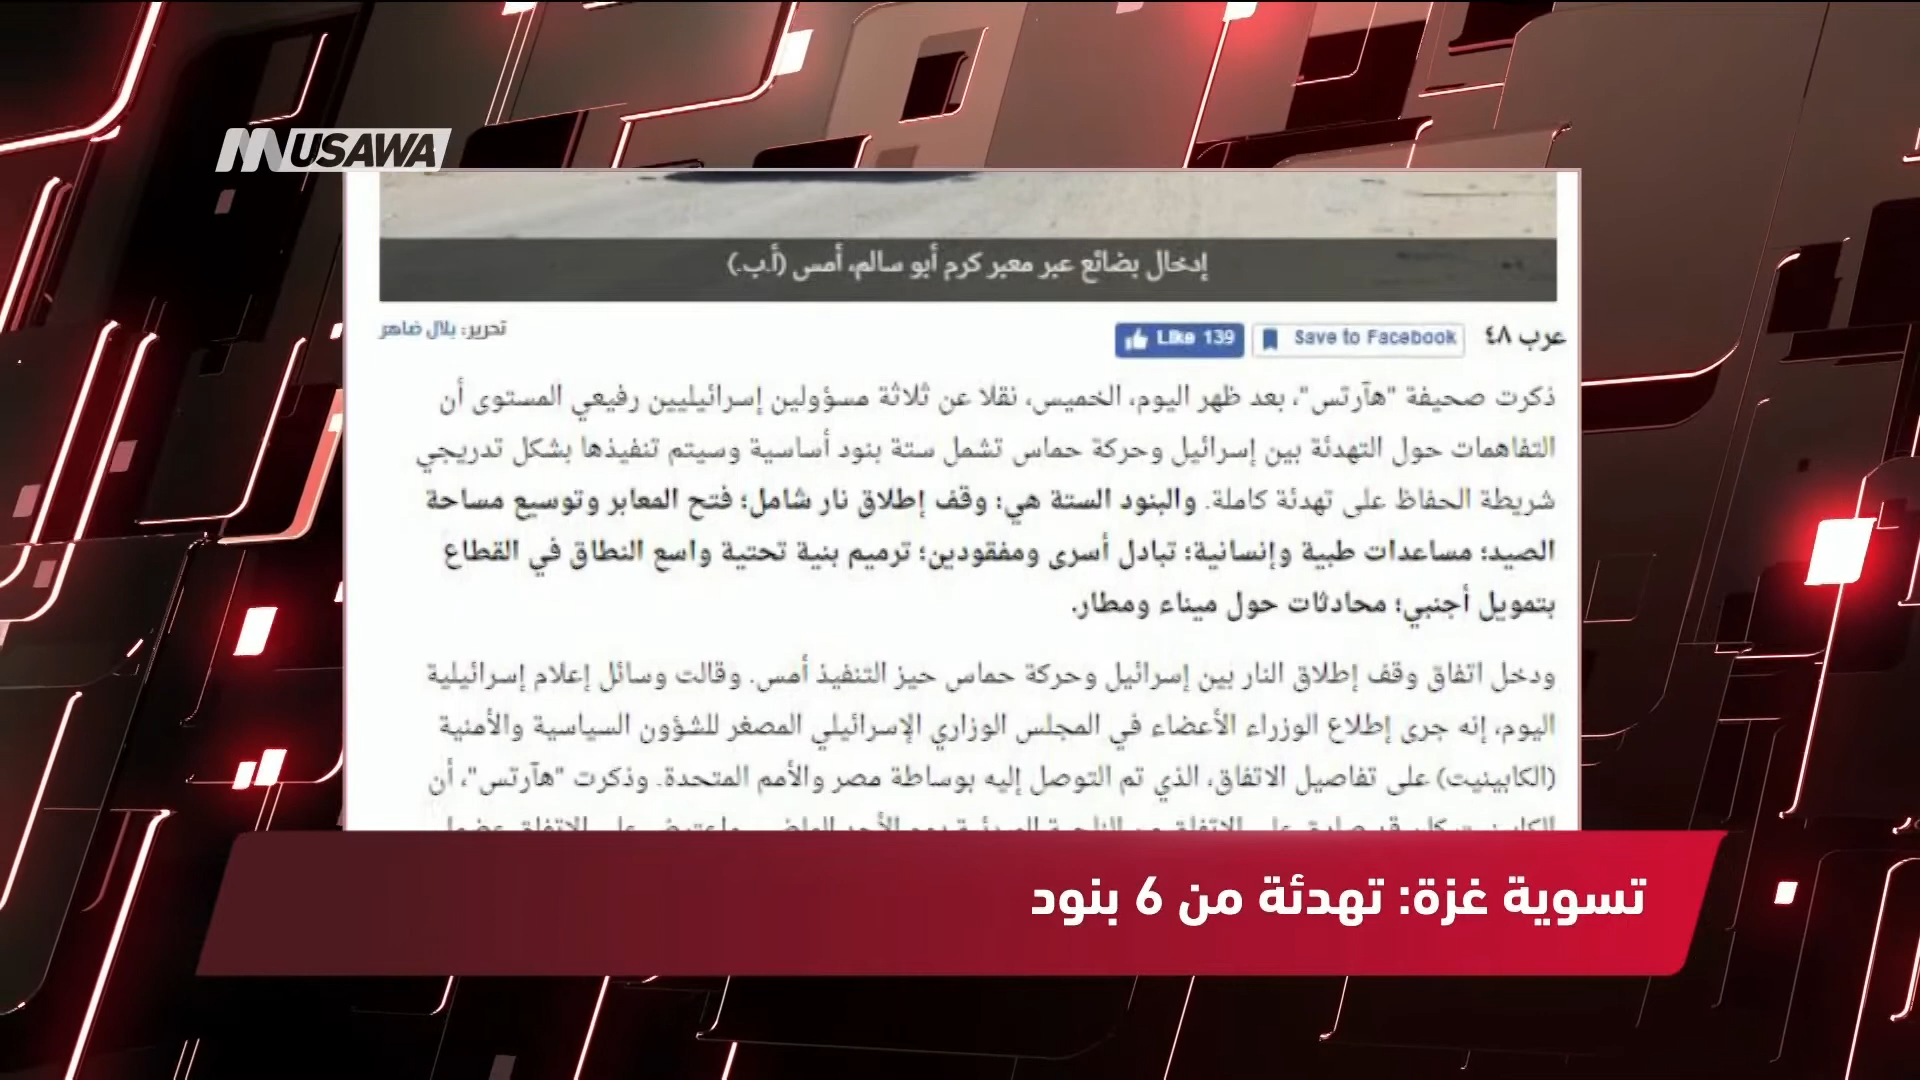 MUSAWA
إدخال بضائع عبر معبر كرم أبو سالم، أمس (أ.ب.)
عرب ٤٨
Save to Facebook
Like 139
تحرير: بلال ضاهر
ذكرت صحيفة "هآرتس"، بعد ظهر اليوم، الخميس، نقلا عن ثلاثة مسؤولين إسرائيليين رفيعي المستوى أن
التفاهمات حول التهدئة بين إسرائيل وحركة حماس تشمل ستة بنود أساسية وسيتم تنفيذها بشكل تدريجي
شريطة الحفاظ على تهدئة كاملة. والبنود الستة هي: وقف إطلاق نار شامل؛ فتح المعابر وتوسيع مساحة
الصيد؛ مساعدات طبية وإنسانية؛ تبادل أسرى ومفقودين؛ ترميم بنية تحتية واسع النطاق في القطاع
بتمويل أجنبي؛ محادثات حول ميناء ومطار.
ودخل اتفاق وقف إطلاق النار بين إسرائيل وحركة حماس حيز التنفيذ أمس. وقالت وسائل إعلام إسرائيلية
اليوم، إنه جرى إطلاع الوزراء الأعضاء في المجلس الوزاري الإسرائيلي المصغر للشؤون السياسية والأمنية
(الكابينيت) على تفاصيل الاتفاق، الذي تم التوصل إليه بوساطة مصر والأمم المتحدة. وذكرت "هآرتس"، أن
تسوية غزة: تهدئة من 6 بنود